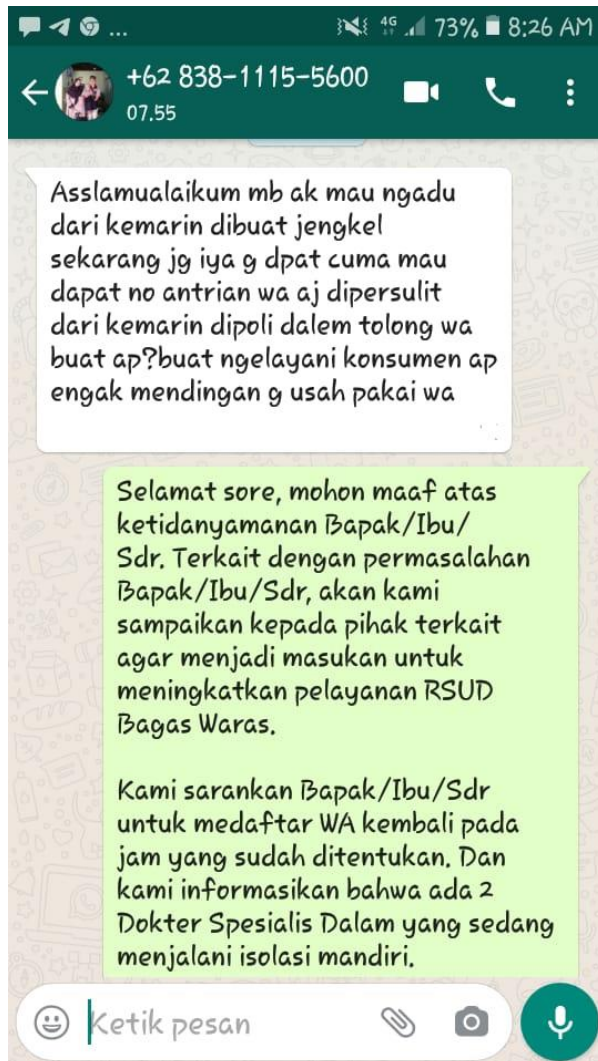 ... 4G 73% 8:26 AM
+62 838-1115-5600
07.55
Asslamualaikum mb ak mau ngadu
dari kemarin dibuat jengkel
sekarang jg iya g dpat cuma mau
dapat no antrian wa aj dipersulit
dari kemarin dipoli dalem tolong wa
buat ap?buat ngelayani konsumen ap
engak mendingan g usah pakai wa
Selamat sore, mohon maaf atas
ketidanyamanan Bapak/Ibu/
Sdr. Terkait dengan permasalahan
Bapak/Ibu/Sdr, akan kami
sampaikan kepada pihak terkait
agar menjadi masukan untuk
meningkatkan pelayanan RSUD
Bagas Waras.
Kami sarankan Bapak/Ibu/Sdr
untuk medaftar WA kembali pada
jam yang sudah ditentukan. Dan
kami informasikan bahwa ada 2
Dokter Spesialis Dalam yang sedang
menjalani isolasi mandiri.
Ketik pesan